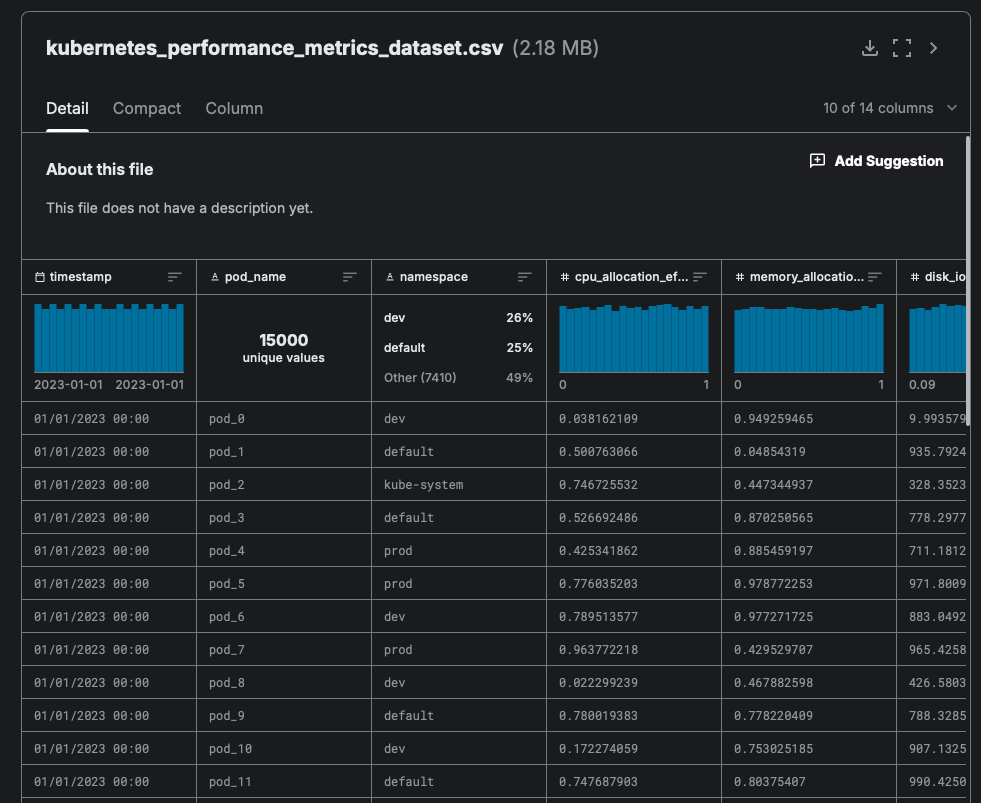 kubernetes_performance_metrics_dataset.csv (2.18 MB)
Detail Compact Column 10 of 14 columns
About this file Add Suggestion
This file does not have a description yet.
timestamp pod_name namespace cpu_allocation_ef... memory_allocatio... disk_io
15000
unique values
dev 26%
default 25%
Other (7410) 49%
2023-01-01 2023-01-01 0 1 0 1 0.09
01/01/2023 00:00 pod_0 dev 0.038162109 0.949259465 9.993579
01/01/2023 00:00 pod_1 default 0.500763066 0.04854319 935.7924
01/01/2023 00:00 pod_2 kube-system 0.746725532 0.447344937 328.3523
01/01/2023 00:00 pod_3 default 0.526692486 0.870250565 778.2977
01/01/2023 00:00 pod_4 prod 0.425341862 0.885459197 711.1812
01/01/2023 00:00 pod_5 prod 0.776035203 0.978772253 971.8009
01/01/2023 00:00 pod_6 dev 0.789513577 0.977271725 883.0492
01/01/2023 00:00 pod_7 prod 0.963772218 0.429529707 965.4258
01/01/2023 00:00 pod_8 dev 0.022299239 0.467882598 426.5803
01/01/2023 00:00 pod_9 default 0.780019383 0.778220409 788.3285
01/01/2023 00:00 pod_10 dev 0.172274059 0.753025185 907.1325
01/01/2023 00:00 pod_11 default 0.747687903 0.80375407 990.4250